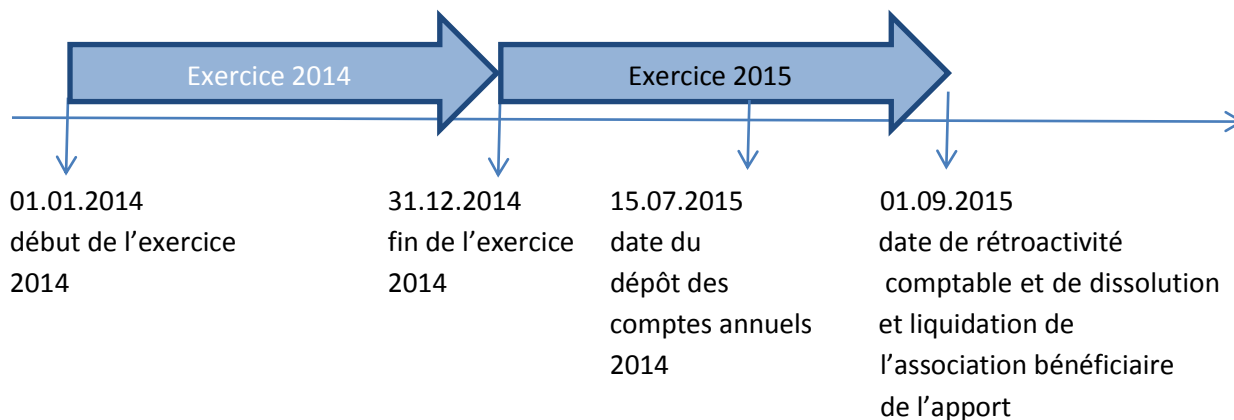 Exercice 2014
Exercice 2015
01.01.2014
début de l’exercice
2014
31.12.2014
fin de l’exercice
2014
15.07.2015
date du
dépôt des
comptes annuels
2014
01.09.2015
date de rétroactivité
comptable et de dissolution
et liquidation de
l’association bénéficiaire
de l’apport